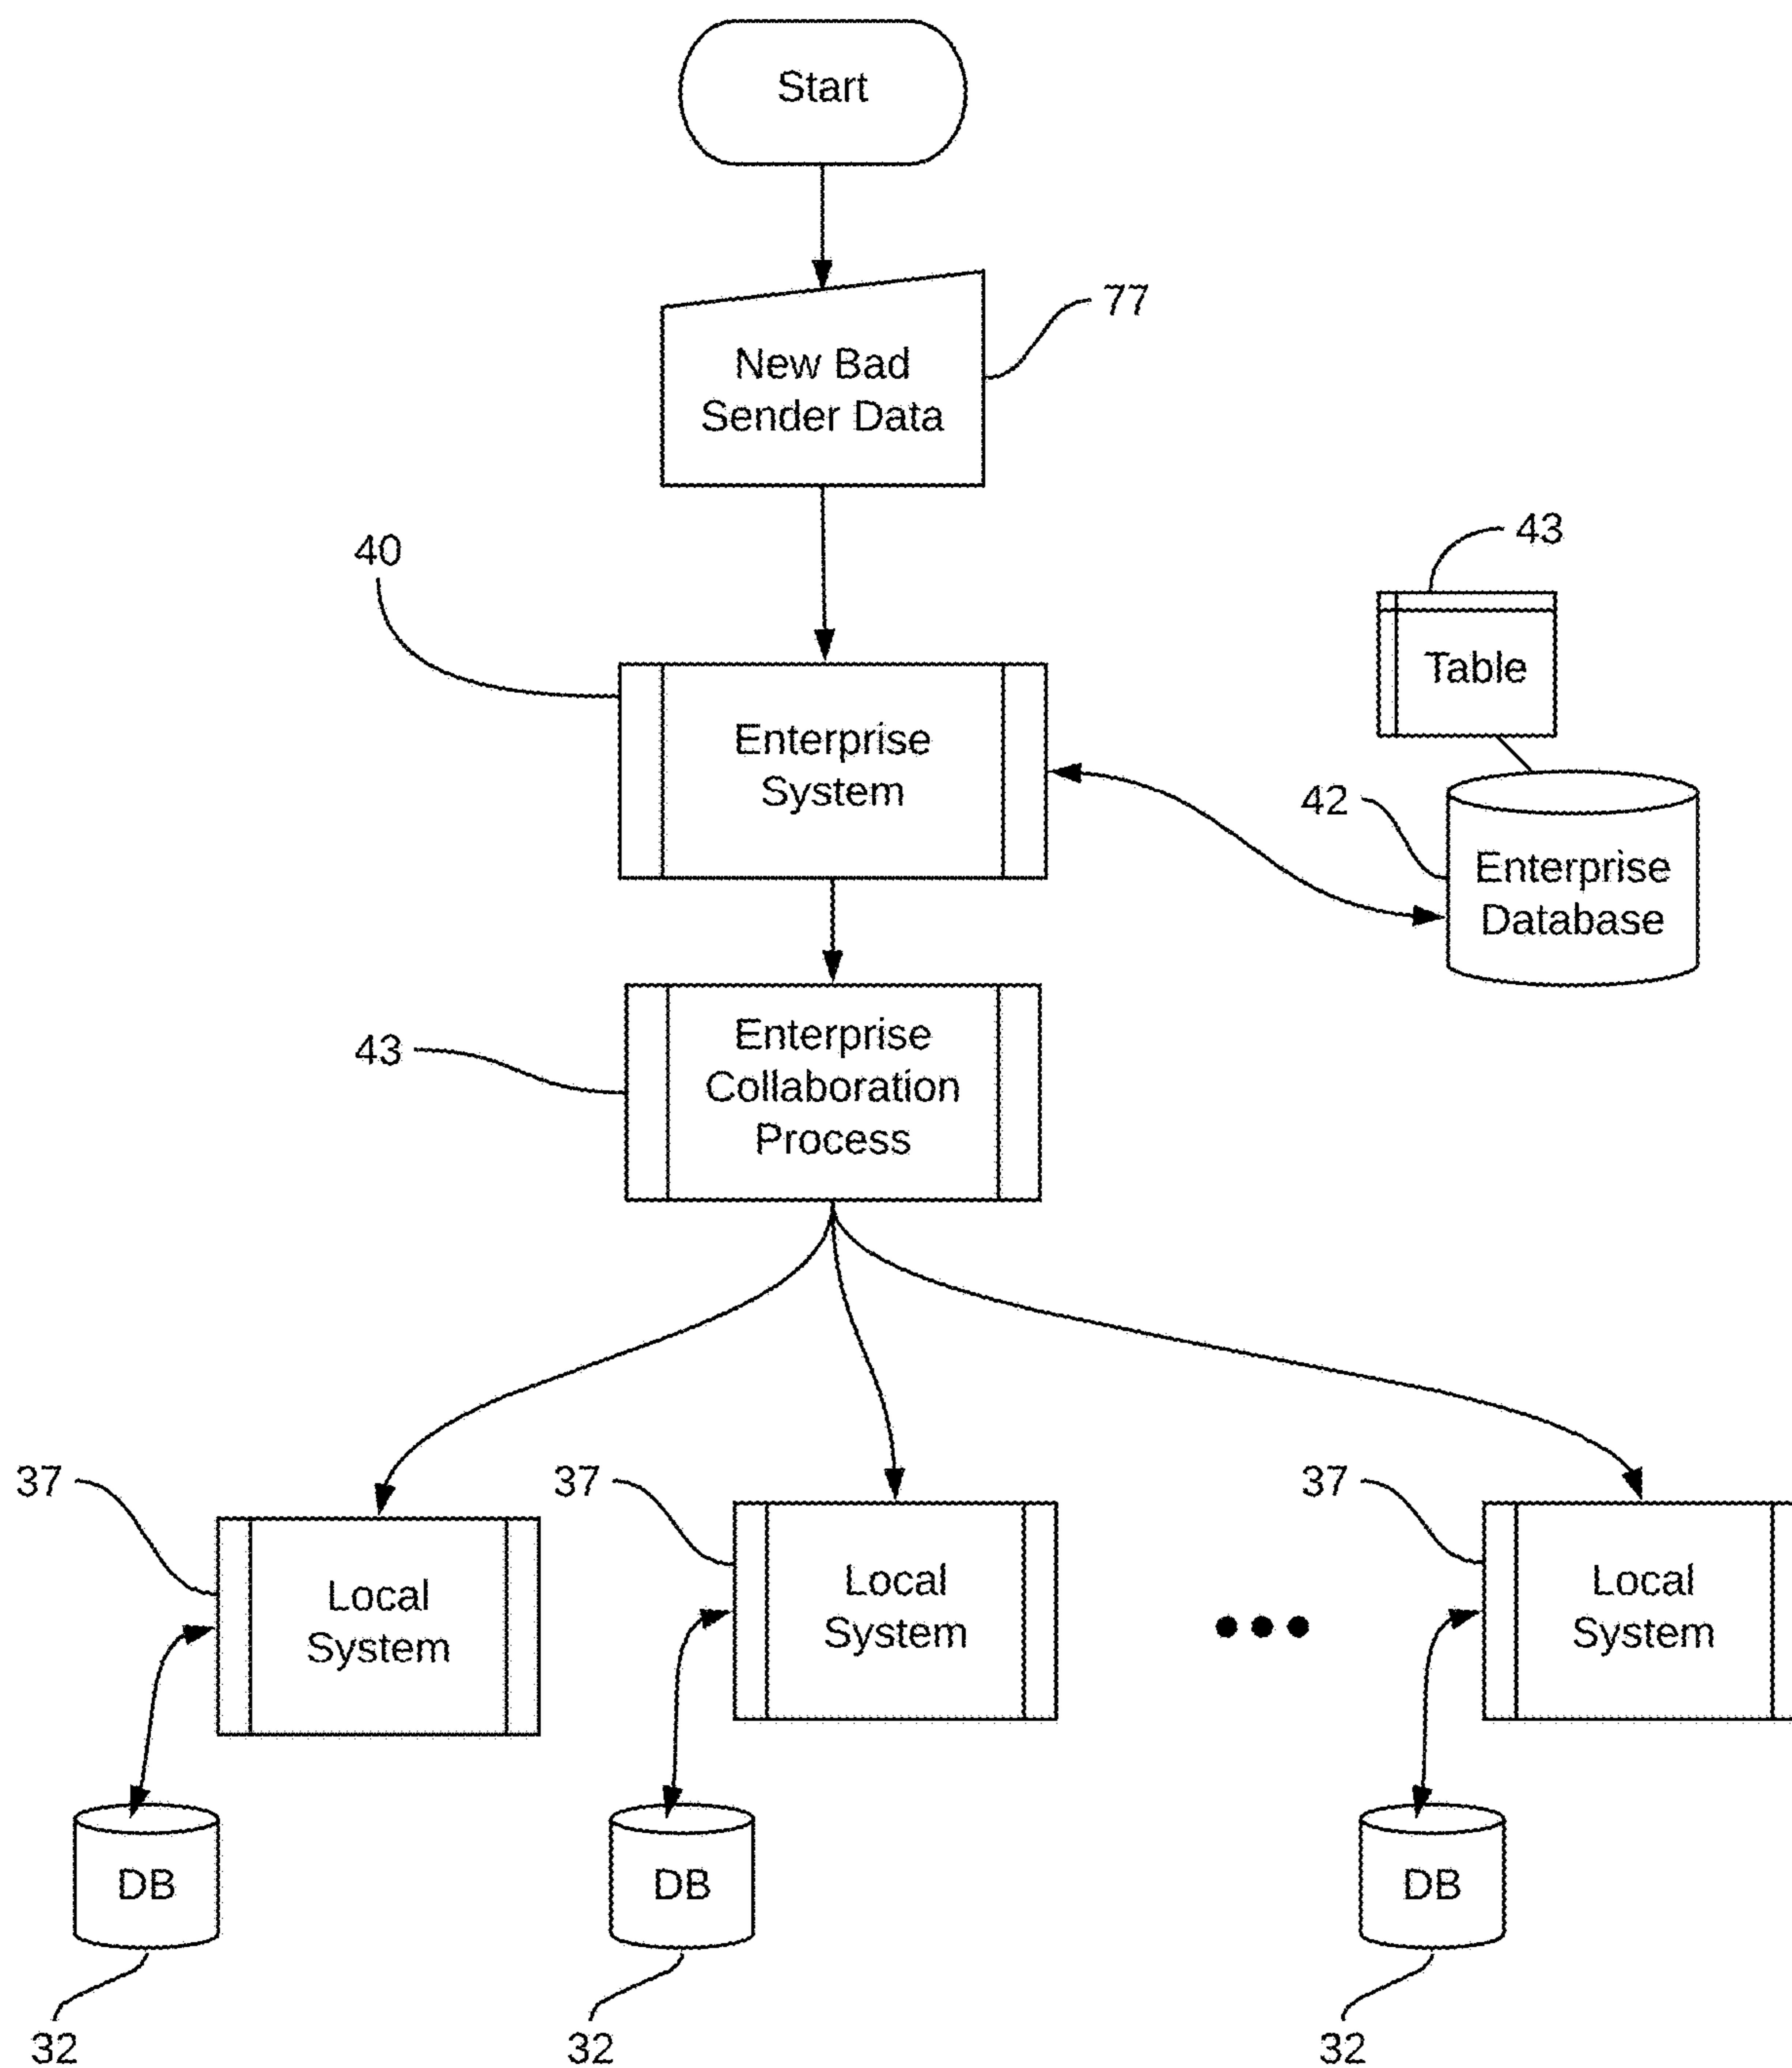 Start
77
New Bad
Sender Data
40
43
Table
Enterprise
System
42
Enterprise
Database
43
Enterprise
Collaboration
Process
37
37
37
Local
System
Local
System
Local
System
DB
DB
DB
32
32
32